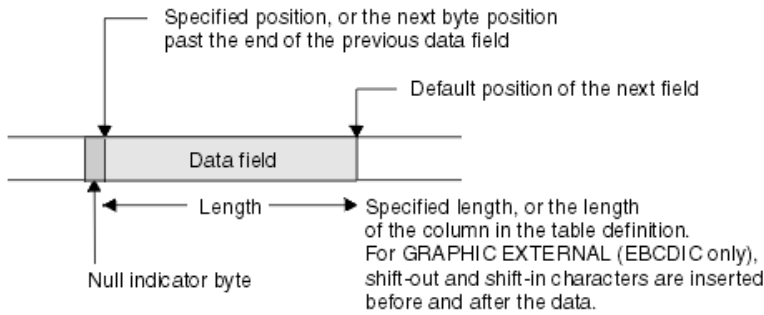 Specified position, or the next byte position
past the end of the previous data field
Default position of the next field
Data field
Length
Specified length, or the length
of the column in the table definition.
For GRAPHIC EXTERNAL (EBCDIC only),
shift-out and shift-in characters are inserted
before and after the data.
Null indicator byte